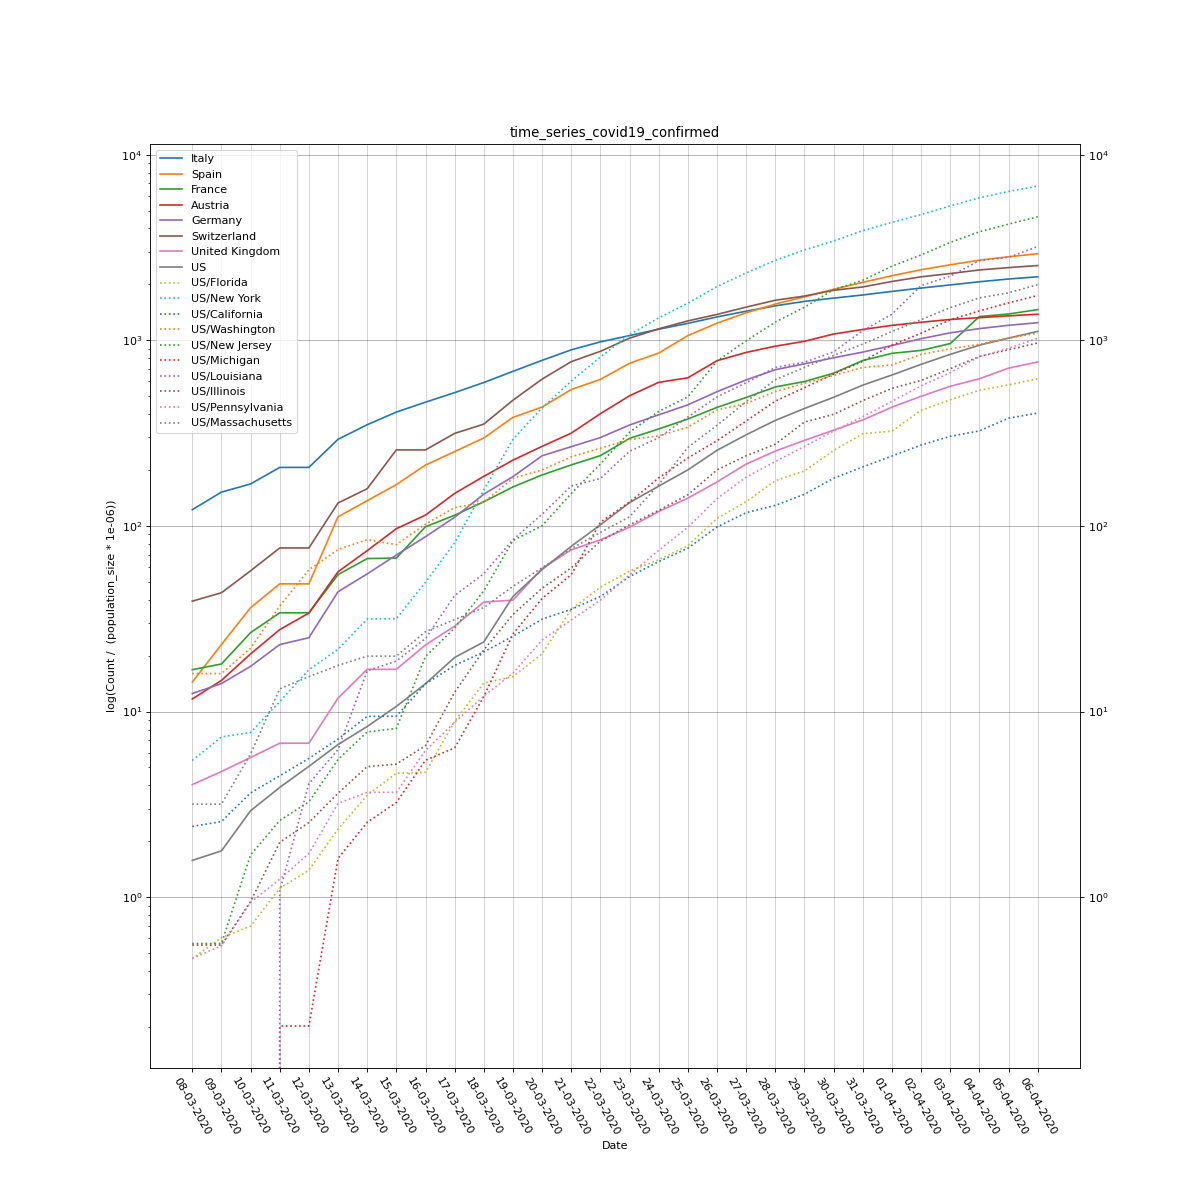 time_series_covid19_confirmed
10⁴
10³
10²
10¹
10⁰
log(Count /  (population_size * 1e-06))
Italy
Spain
France
Austria
Germany
Switzerland
United Kingdom
US
US/Florida
US/New York
US/California
US/Washington
US/New Jersey
US/Michigan
US/Louisiana
US/Illinois
US/Pennsylvania
US/Massachusetts
10⁴
10³
10²
10¹
10⁰
08-03-2020
09-03-2020
10-03-2020
11-03-2020
12-03-2020
13-03-2020
14-03-2020
15-03-2020
16-03-2020
17-03-2020
18-03-2020
19-03-2020
20-03-2020
21-03-2020
22-03-2020
23-03-2020
24-03-2020
25-03-2020
26-03-2020
27-03-2020
28-03-2020
29-03-2020
30-03-2020
31-03-2020
01-04-2020
02-04-2020
03-04-2020
04-04-2020
05-04-2020
06-04-2020
Date